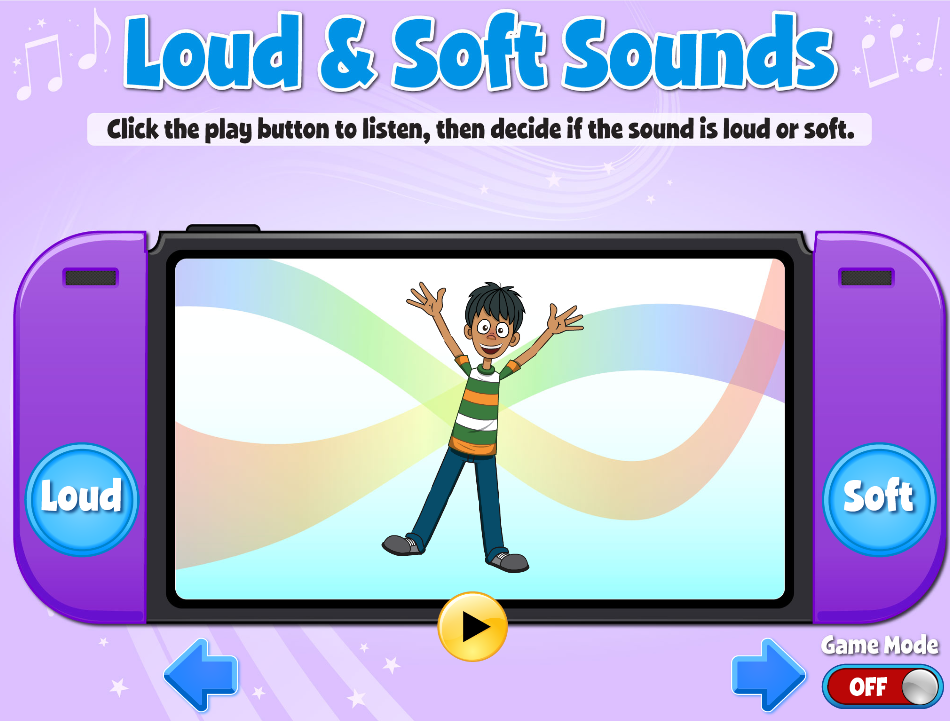 Loud & Soft Sounds
Click the play button to listen, then decide if the sound is loud or soft.
Loud
Soft
Game Mode
OFF